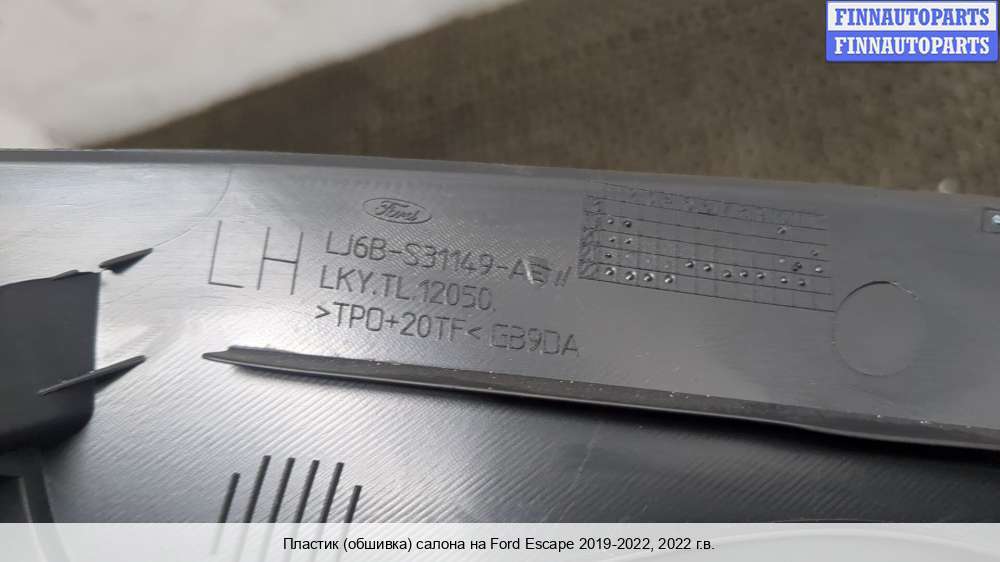 FINNAUTOPARTS
FINNAUTOPARTS
Ford
LH
LJ6B-S31149-
LKY.TL.12050.
>TPO+20TF< GB9DA
Пластик (обшивка) салона на Ford Escape 2019-2022, 2022 г.в.